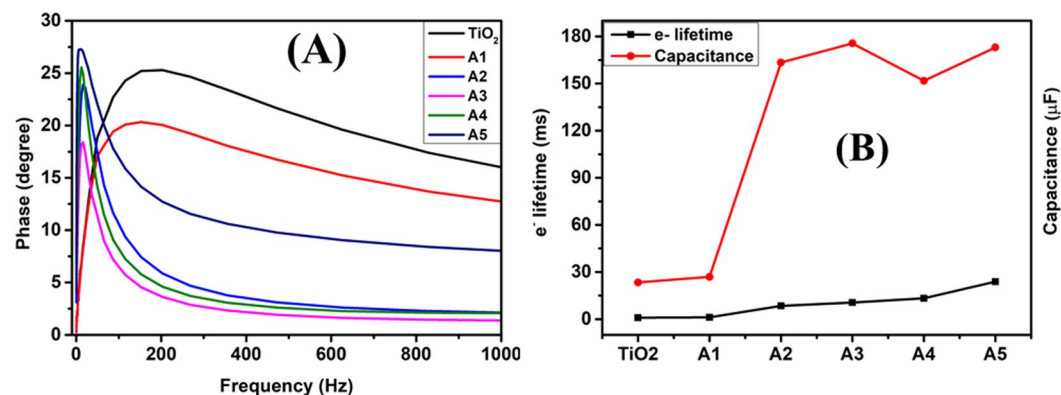 (A)
TiO₂
A1
A2
A3
A4
A5
Phase (degree)
30
25
20
15
10
5
0
0 200 400 600 800 1000
Frequency (Hz)
(B)
e- lifetime
Capacitance
e⁻ lifetime (ms)
180
150
120
90
60
30
0
TiO2 A1 A2 A3 A4 A5
Capacitance (μF)